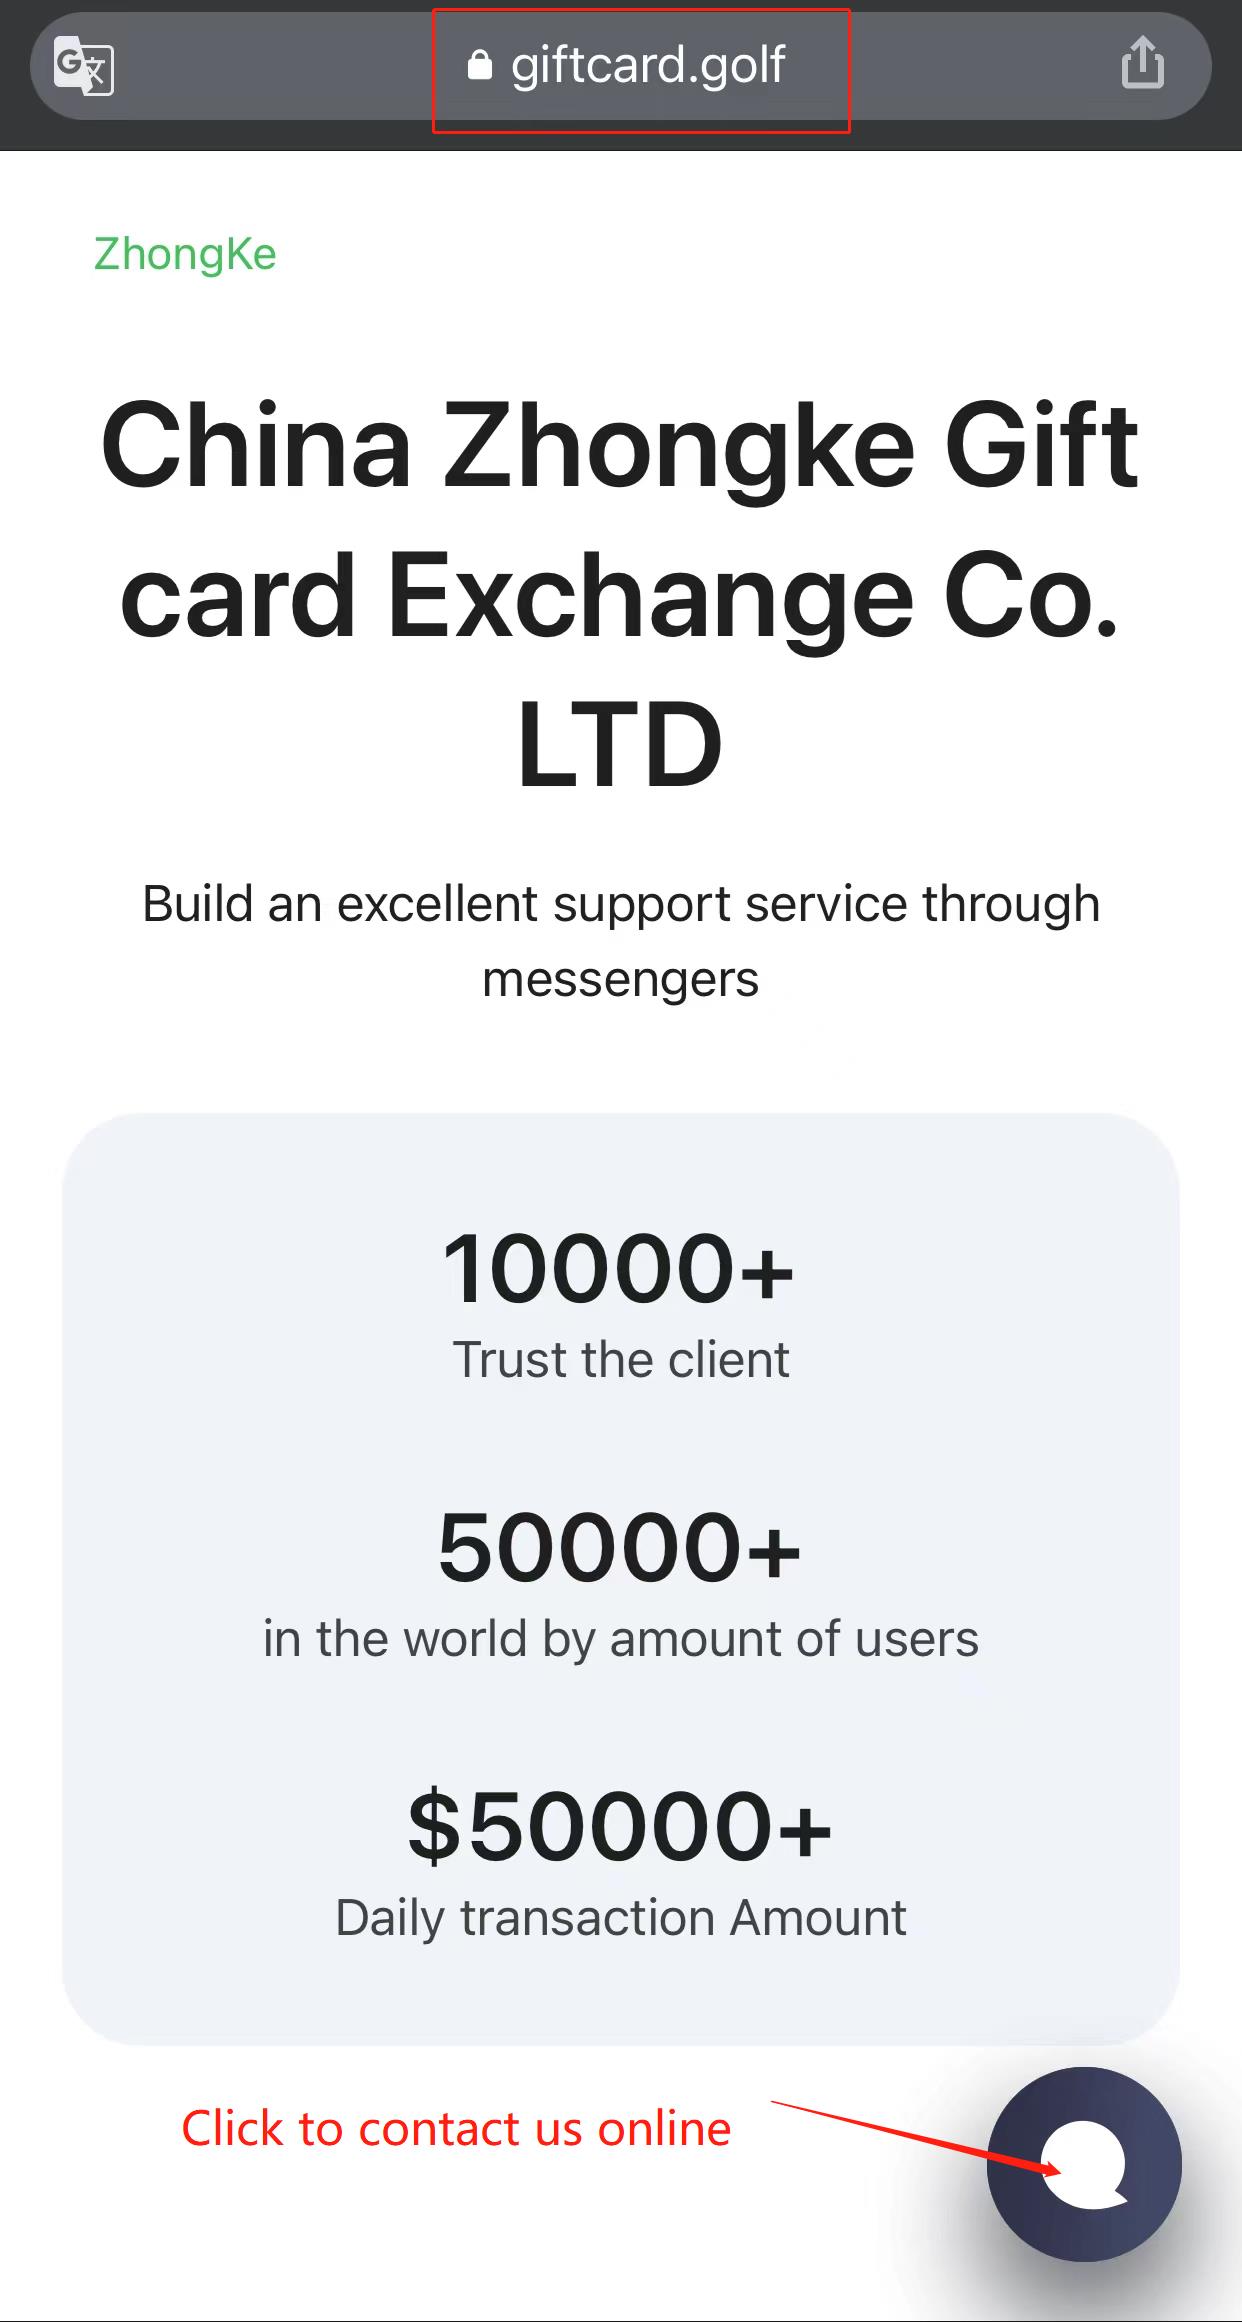 giftcard.golf
ZhongKe
China Zhongke Gift
card Exchange Co.
LTD
Build an excellent support service through
messengers
10000+
Trust the client
50000+
in the world by amount of users
$50000+
Daily transaction Amount
Click to contact us online